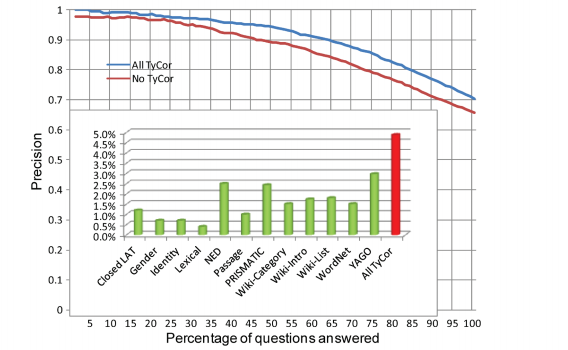 1
0.9
0.8
0.7
0.6
0.5
0.4
0.3
0.2
0.1
0
Precision
All TyCor
No TyCor
5.0%
4.5%
4.0%
3.5%
3.0%
2.5%
2.0%
1.5%
1.0%
0.5%
0.0%
Closed LAT
Gender
Identity
Lexical
NED
Passage
PRISMATIC
Wiki-Category
Wiki-Intro
Wiki-List
WordNet
YAGO
All TyCor
5 10 15 20 25 30 35 40 45 50 55 60 65 70 75 80 85 90 95 100
Percentage of questions answered